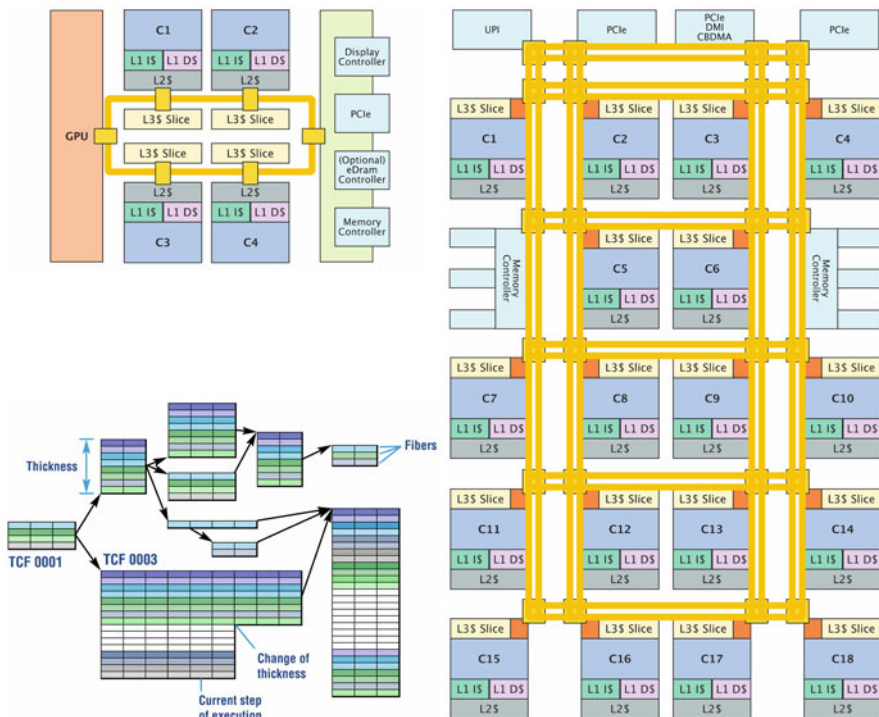 C1
C2
L1 I$ L1 D$
L1 I$ L1 D$
L2$
L2$
L3$ Slice
L3$ Slice
L3$ Slice
L3$ Slice
L2$
L2$
L1 I$ L1 D$
L1 I$ L1 D$
C3
C4
GPU
Display
Controller
PCIe
(Optional)
eDram
Controller
Memory
Controller
Thickness
Fibers
TCF 0001
TCF 0003
Change of
thickness
Current step
of execution
UPI
PCIe
PCIe
DMI
CBDMA
PCIe
L3$ Slice
L3$ Slice
L3$ Slice
L3$ Slice
C1
C2
C3
C4
L1 I$ L1 D$
L1 I$ L1 D$
L1 I$ L1 D$
L1 I$ L1 D$
L2$
L2$
L2$
L2$
Memory
Controller
L3$ Slice
L3$ Slice
C5
C6
L1 I$ L1 D$
L1 I$ L1 D$
L2$
L2$
Memory
Controller
L3$ Slice
L3$ Slice
L3$ Slice
L3$ Slice
C7
C8
C9
C10
L1 I$ L1 D$
L1 I$ L1 D$
L1 I$ L1 D$
L1 I$ L1 D$
L2$
L2$
L2$
L2$
L3$ Slice
L3$ Slice
L3$ Slice
L3$ Slice
C11
C12
C13
C14
L1 I$ L1 D$
L1 I$ L1 D$
L1 I$ L1 D$
L1 I$ L1 D$
L2$
L2$
L2$
L2$
L3$ Slice
L3$ Slice
L3$ Slice
L3$ Slice
C15
C16
C17
C18
L1 I$ L1 D$
L1 I$ L1 D$
L1 I$ L1 D$
L1 I$ L1 D$
L2$
L2$
L2$
L2$